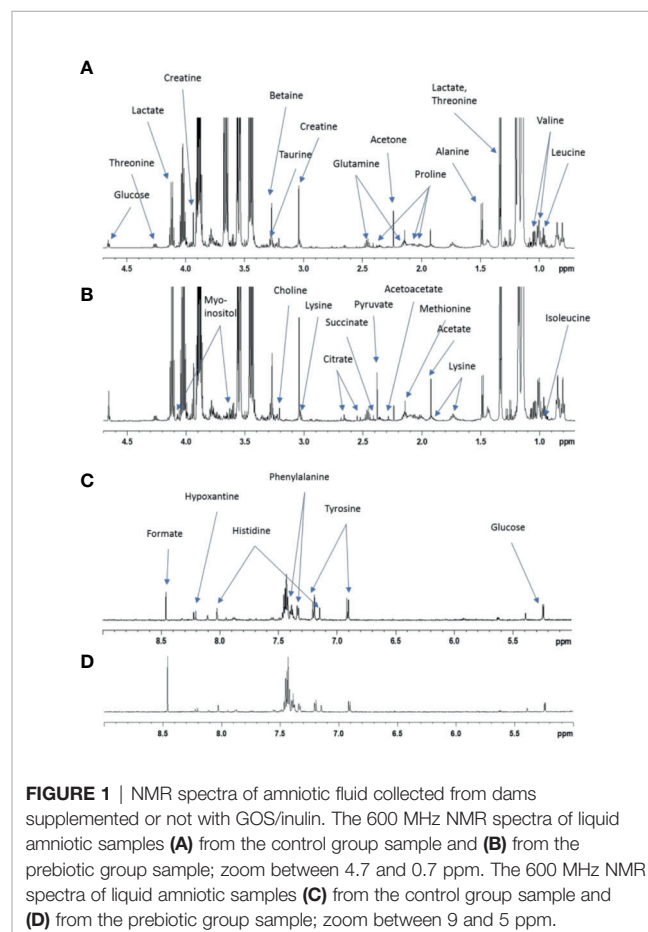 A
Creatine
Lactate
Threonine
Glucose
Betaine
Creatine
Taurine
Acetone
Glutamine
Proline
Lactate,
Threonine
Alanine
Valine
Leucine
4.7 4.0 3.5 3.0 2.5 2.0 1.5 1.0 ppm
B
Myo-
inositol
Choline
Lysine
Succinate
Citrate
Pyruvate
Acetoacetate
Methionine
Acetate
Lysine
Isoleucine
4.7 4.0 3.5 3.0 2.5 2.0 1.5 1.0 ppm
C
Formate
Hypoxantine
Histidine
Phenylalanine
Tyrosine
Glucose
8.5 8.0 7.5 7.0 6.5 6.0 5.5 ppm
D
8.5 8.0 7.5 7.0 6.5 6.0 5.5 ppm
FIGURE 1 | NMR spectra of amniotic fluid collected from dams
supplemented or not with GOS/inulin. The 600 MHz NMR spectra of liquid
amniotic samples (A) from the control group sample and (B) from the
prebiotic group sample; zoom between 4.7 and 0.7 ppm. The 600 MHz NMR
spectra of liquid amniotic samples (C) from the control group sample and
(D) from the prebiotic group sample; zoom between 9 and 5 ppm.